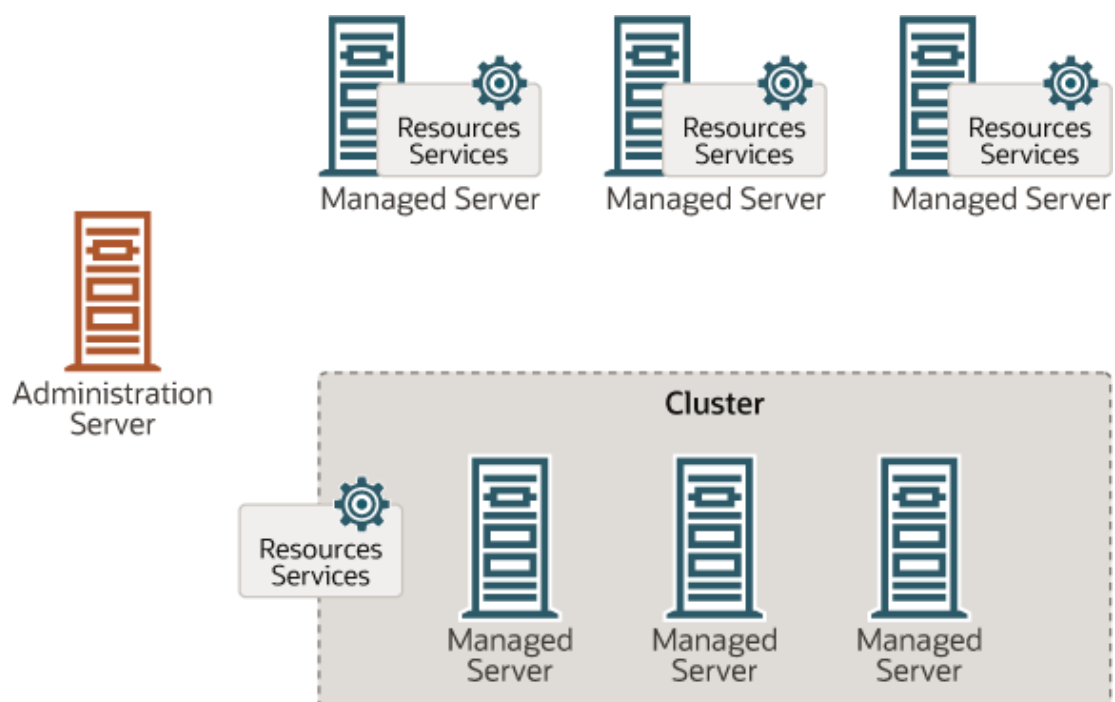 Resources
Services
Managed Server
Resources
Services
Managed Server
Resources
Services
Managed Server
Administration
Server
Cluster
Resources
Services
Managed
Server
Managed
Server
Managed
Server